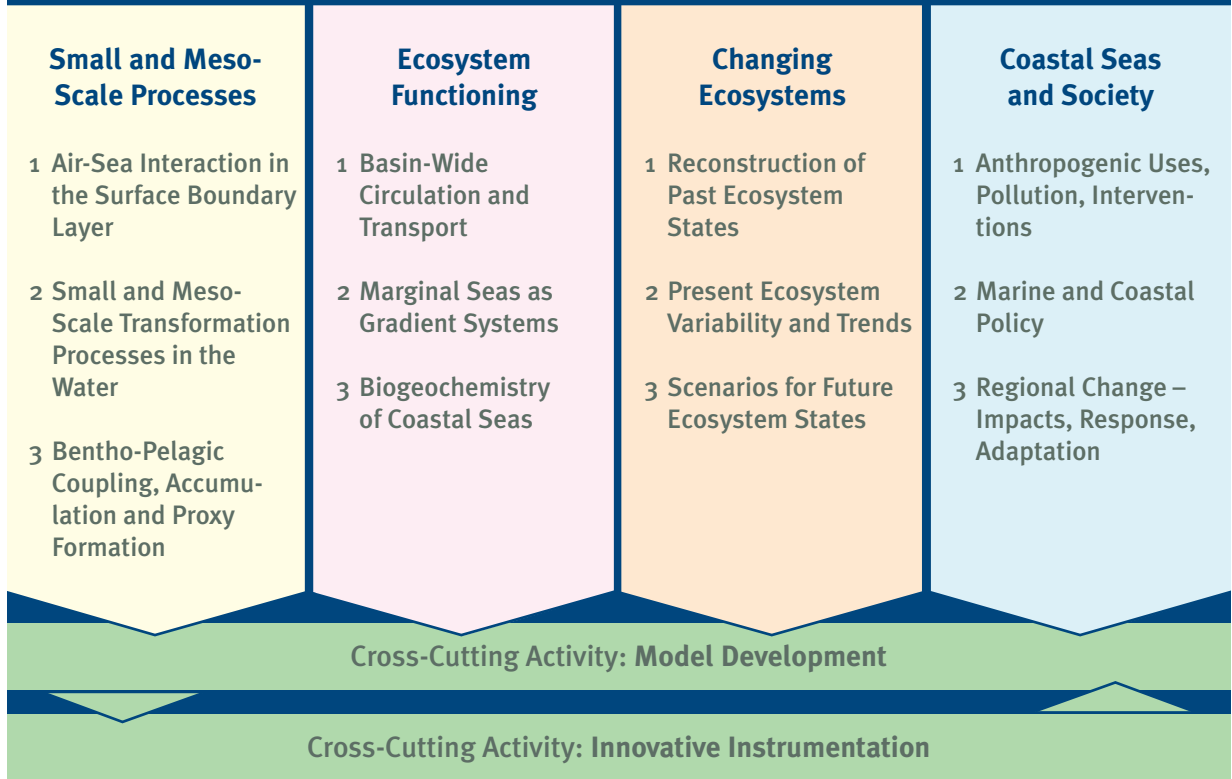 Small and Meso-
Scale Processes
1 Air-Sea Interaction in
the Surface Boundary
Layer
2 Small and Meso-
Scale Transformation
Processes in the
Water
3 Bentho-Pelagic
Coupling, Accumu-
lation and Proxy
Formation
Ecosystem
Functioning
1 Basin-Wide
Circulation and
Transport
2 Marginal Seas as
Gradient Systems
3 Biogeochemistry
of Coastal Seas
Changing
Ecosystems
1 Reconstruction of
Past Ecosystem
States
2 Present Ecosystem
Variability and Trends
3 Scenarios for Future
Ecosystem States
Coastal Seas
and Society
1 Anthropogenic Uses,
Pollution, Interven-
tions
2 Marine and Coastal
Policy
3 Regional Change –
Impacts, Response,
Adaptation
Cross-Cutting Activity: Model Development
Cross-Cutting Activity: Innovative Instrumentation